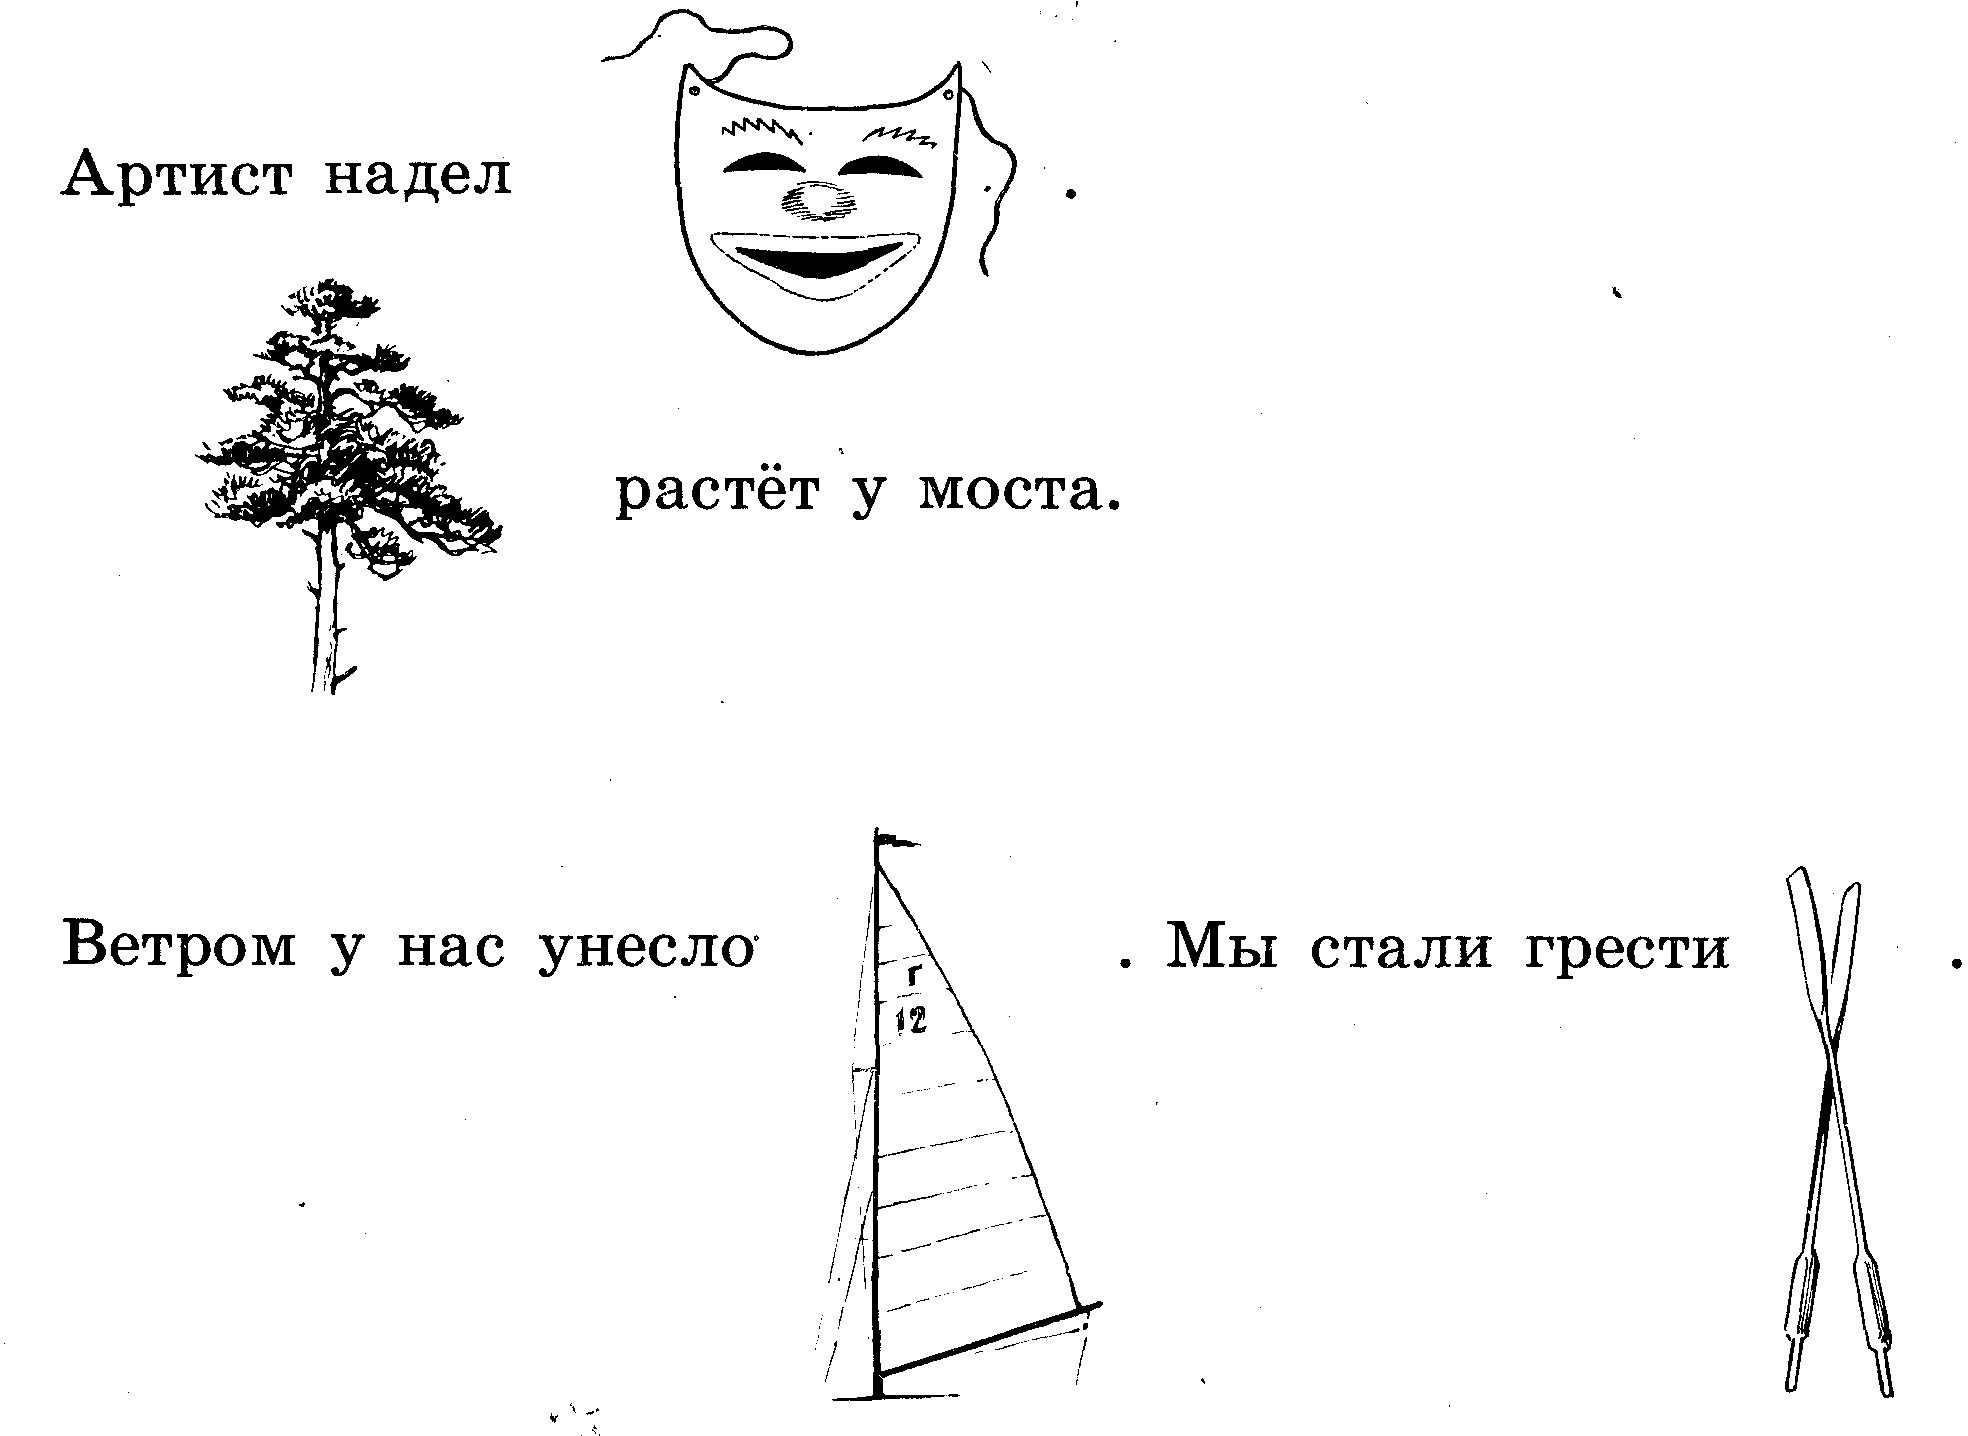 Артист надел .
растёт у моста.
Ветром у нас унесло . Мы стали грести .
г
12